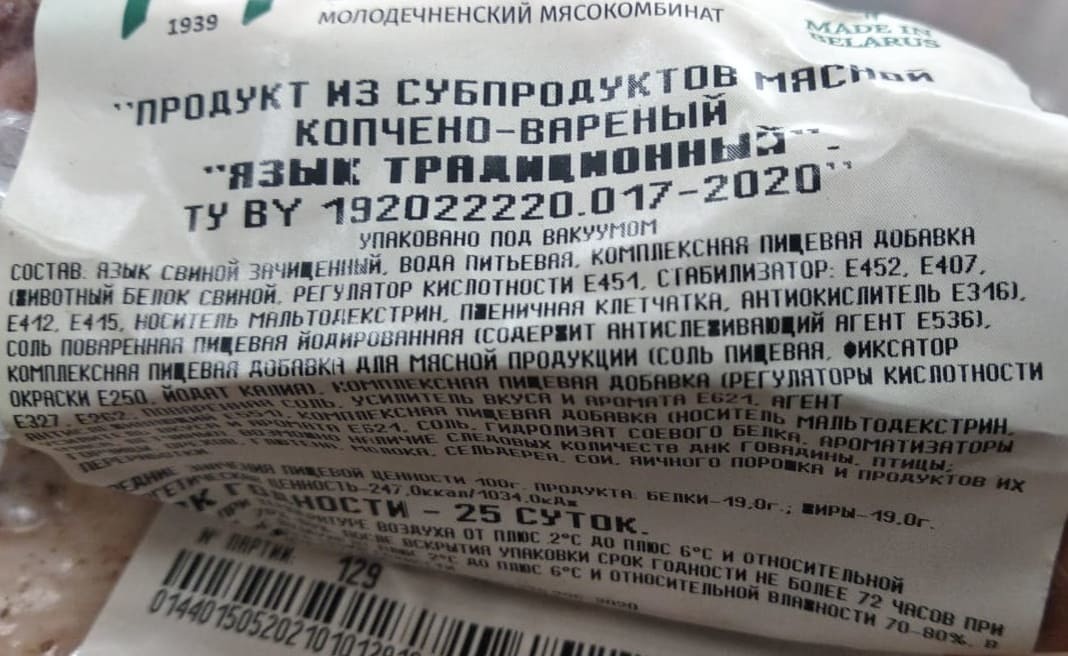 1939
МОЛОДЕЧНЕНСКИЙ МЯСОКОМБИНАТ
MADE IN
BELARUS
"ПРОДУКТ ИЗ СУБПРОДУКТОВ МЯСНОЙ
КОПЧЕНО-ВАРЕНЫЙ
"ЯЗЫК ТРАДИЦИОННЫЙ".
ТУ BY 192022220.017-2020"
УПАКОВАНО ПОД ВАКУУМОМ
СОСТАВ: ЯЗЫК СВИНОЙ ЗАЧИЩЕННЫЙ, ВОДА ПИТЬЕВАЯ, КОМПЛЕКСНАЯ ПИЩЕВАЯ ДОБАВКА
(ЖИВОТНЫЙ БЕЛОК СВИНОЙ, РЕГУЛЯТОР КИСЛОТНОСТИ Е451, СТАБИЛИЗАТОР: Е452, Е407,
Е412, Е415, НОСИТЕЛЬ МАЛЬТОДЕКСТРИН, ПШЕНИЧНАЯ КЛЕТЧАТКА, АНТИОКИСЛИТЕЛЬ Е316),
СОЛЬ ПОВАРЕННАЯ ПИЩЕВАЯ ЙОДИРОВАННАЯ (СОДЕРЖИТ АНТИСЛЕЖИВАЮЩИЙ АГЕНТ Е536),
КОМПЛЕКСНАЯ ПИЩЕВАЯ ДОБАВКА ДЛЯ МЯСНОЙ ПРОДУКЦИИ (СОЛЬ ПИЩЕВАЯ, ФИКСАТОР
ОКРАСКИ Е250, ЙОДАТ КАЛИЯ), КОМПЛЕКСНАЯ ПИЩЕВАЯ ДОБАВКА (РЕГУЛЯТОРЫ КИСЛОТНОСТИ
Е327, Е262, ПОВАРЕННАЯ СОЛЬ, УСИЛИТЕЛЬ ВКУСА И АРОМАТА Е621, АГЕНТ
КОМПЛЕКСНАЯ ПИЩЕВАЯ ДОБАВКА (НОСИТЕЛЬ МАЛЬТОДЕКСТРИН,
И АРОМАТА Е621, СОЛЬ, ГИДРОЛИЗАТ СОЕВОГО БЕЛКА, АРОМАТИЗАТОРЫ
НАЛИЧИЕ СЛЕДОВЫХ КОЛИЧЕСТВ ДНК ГОВЯДИНЫ, ПТИЦЫ;
МОЛОКА, СЕЛЬДЕРЕЯ, СОИ, ЯИЧНОГО ПОРОШКА И ПРОДУКТОВ ИХ
ПЕРЕРАБОТКИ
ПИЩЕВОЙ ЦЕННОСТИ 100г. ПРОДУКТА: БЕЛКИ-19.0г.; ЖИРЫ-19.0г.
ЦЕННОСТЬ-247.0ккал/1034.0кДж
ГОДНОСТИ - 25 СУТОК.
ВОЗДУХА ОТ ПЛЮС 2°С ДО ПЛЮС 6°С И ОТНОСИТЕЛЬНОЙ
ПОСЛЕ ВСКРЫТИЯ УПАКОВКИ СРОК ГОДНОСТИ НЕ БОЛЕЕ 72 ЧАСОВ ПРИ
2°С ДО ПЛЮС 6°С И ОТНОСИТЕЛЬНОЙ ВЛАЖНОСТИ 70-80%. В
№ ПАРТИИ: 129